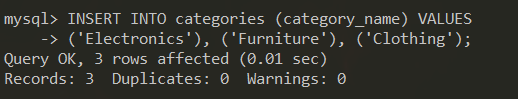 mysql> INSERT INTO categories (category_name) VALUES
    -> ('Electronics'), ('Furniture'), ('Clothing');
Query OK, 3 rows affected (0.01 sec)
Records: 3  Duplicates: 0  Warnings: 0